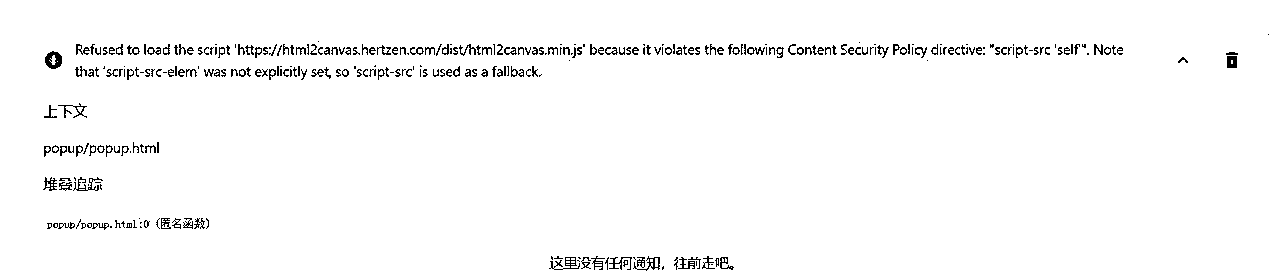 Refused to load the script 'https://html2canvas.hertzen.com/dist/html2canvas.min.js' because it violates the following Content Security Policy directive: "script-src 'self'". Note
that 'script-src-elem' was not explicitly set, so 'script-src' is used as a fallback.
上下文
popup/popup.html
堆叠追踪
popup/popup.html:0 (匿名函数)
这里没有任何通知，往前走吧。